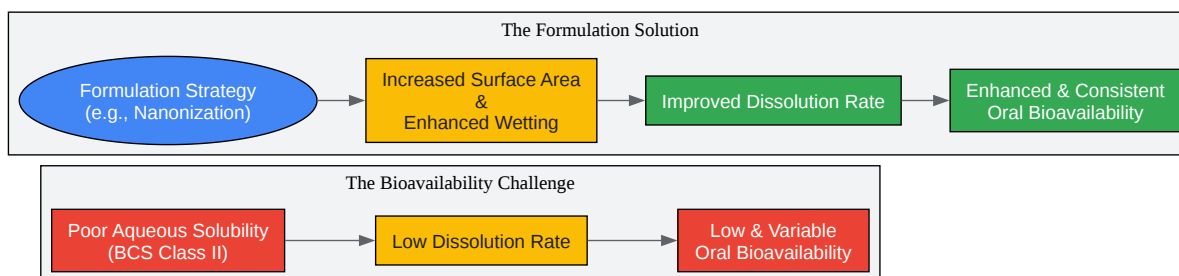 The Formulation Solution
Formulation Strategy
(e.g., Nanonization)
Increased Surface Area
&
Enhanced Wetting
Improved Dissolution Rate
Enhanced & Consistent
Oral Bioavailability
The Bioavailability Challenge
Poor Aqueous Solubility
(BCS Class II)
Low Dissolution Rate
Low & Variable
Oral Bioavailability